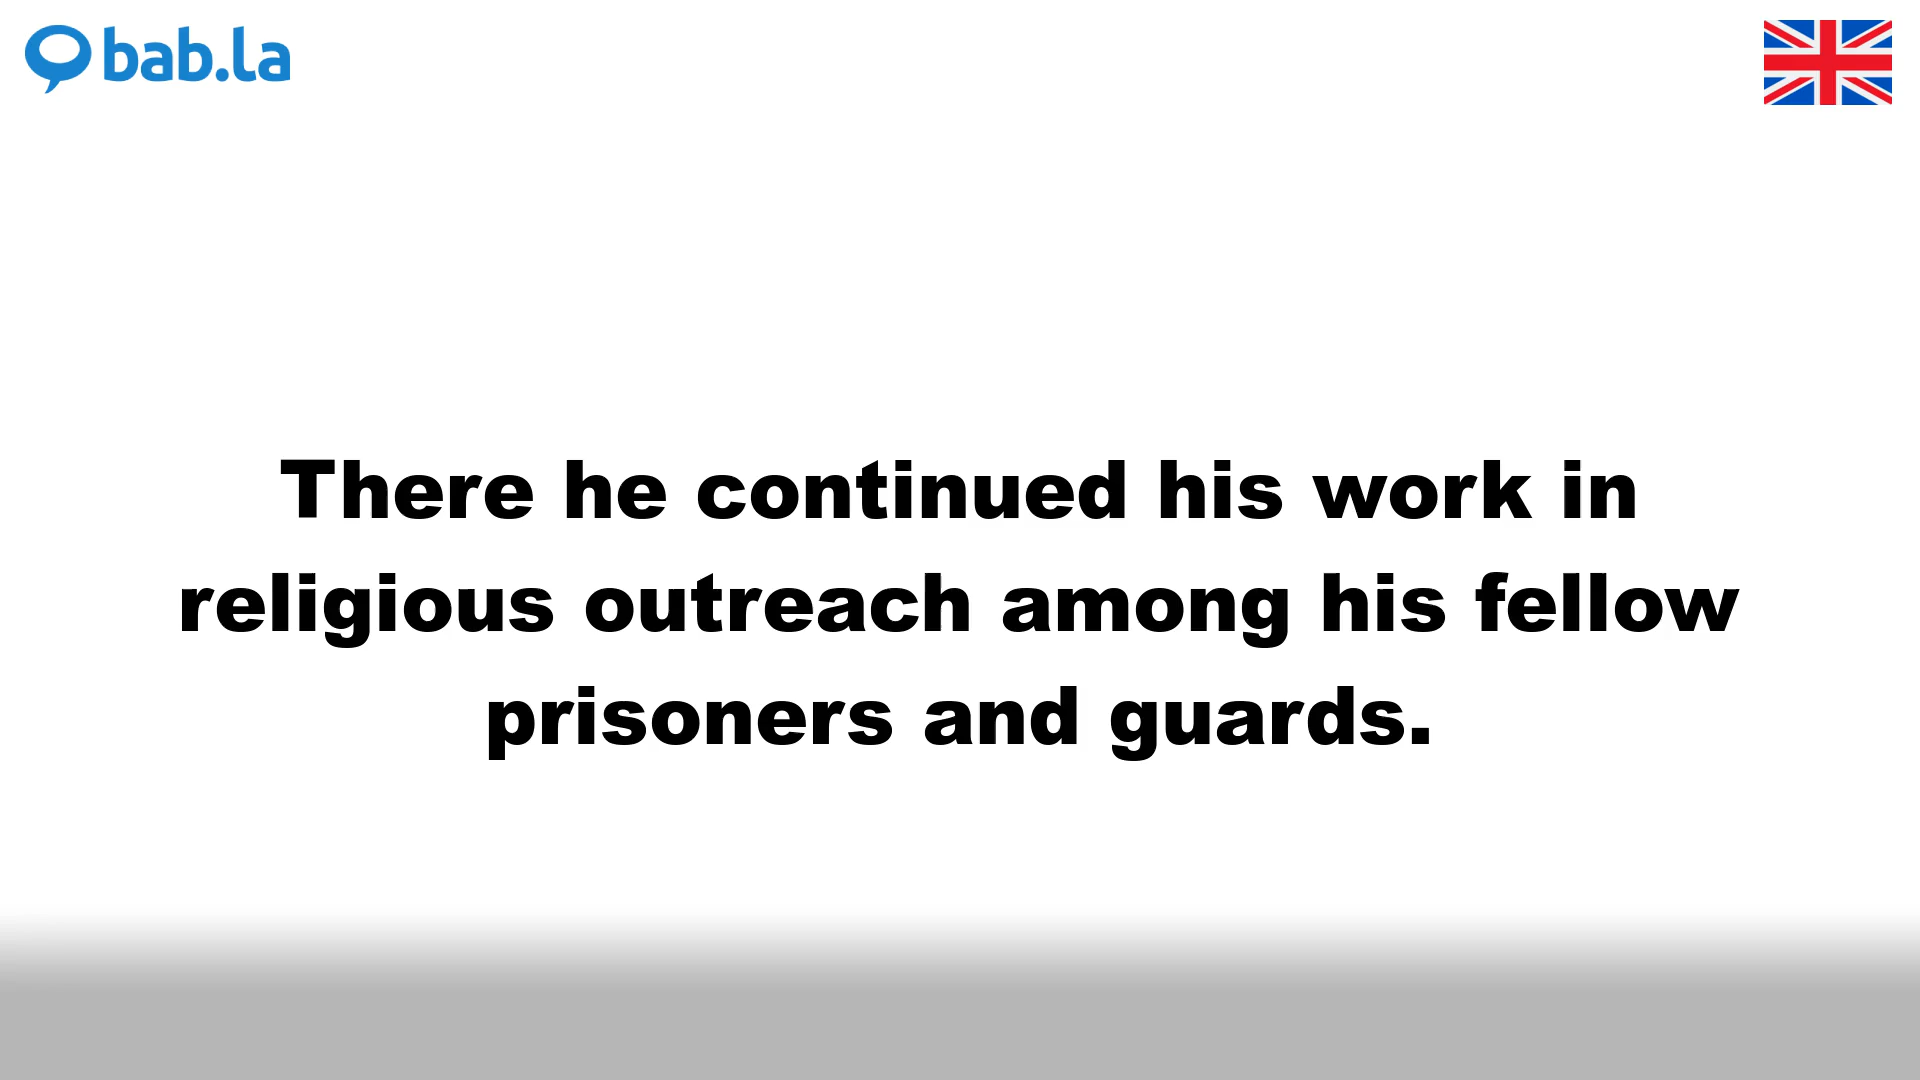 bab.la
There he continued his work in
religious outreach among his fellow
prisoners and guards.